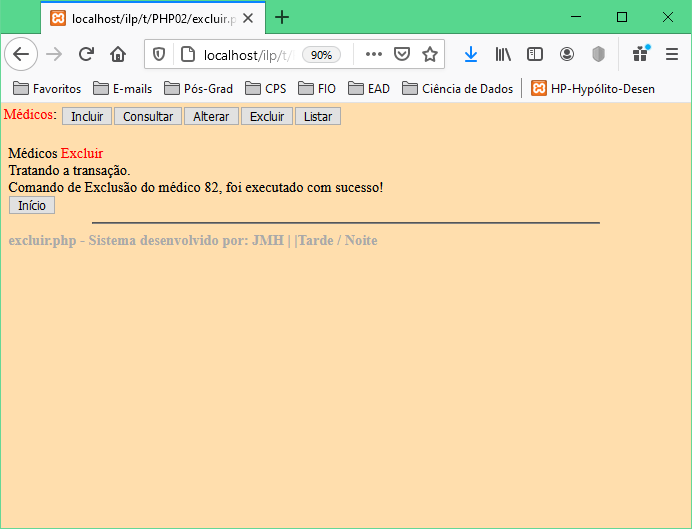 localhost/ilp/t/PHP02/excluir.p
localhost/ilp/t/ 90%
Favoritos E-mails Pós-Grad CPS FIO EAD Ciência de Dados HP-Hypólito-Desen
Médicos: Incluir Consultar Alterar Excluir Listar
Médicos Excluir
Tratando a transação.
Comando de Exclusão do médico 82, foi executado com sucesso!
Início
excluir.php - Sistema desenvolvido por: JMH | |Tarde / Noite